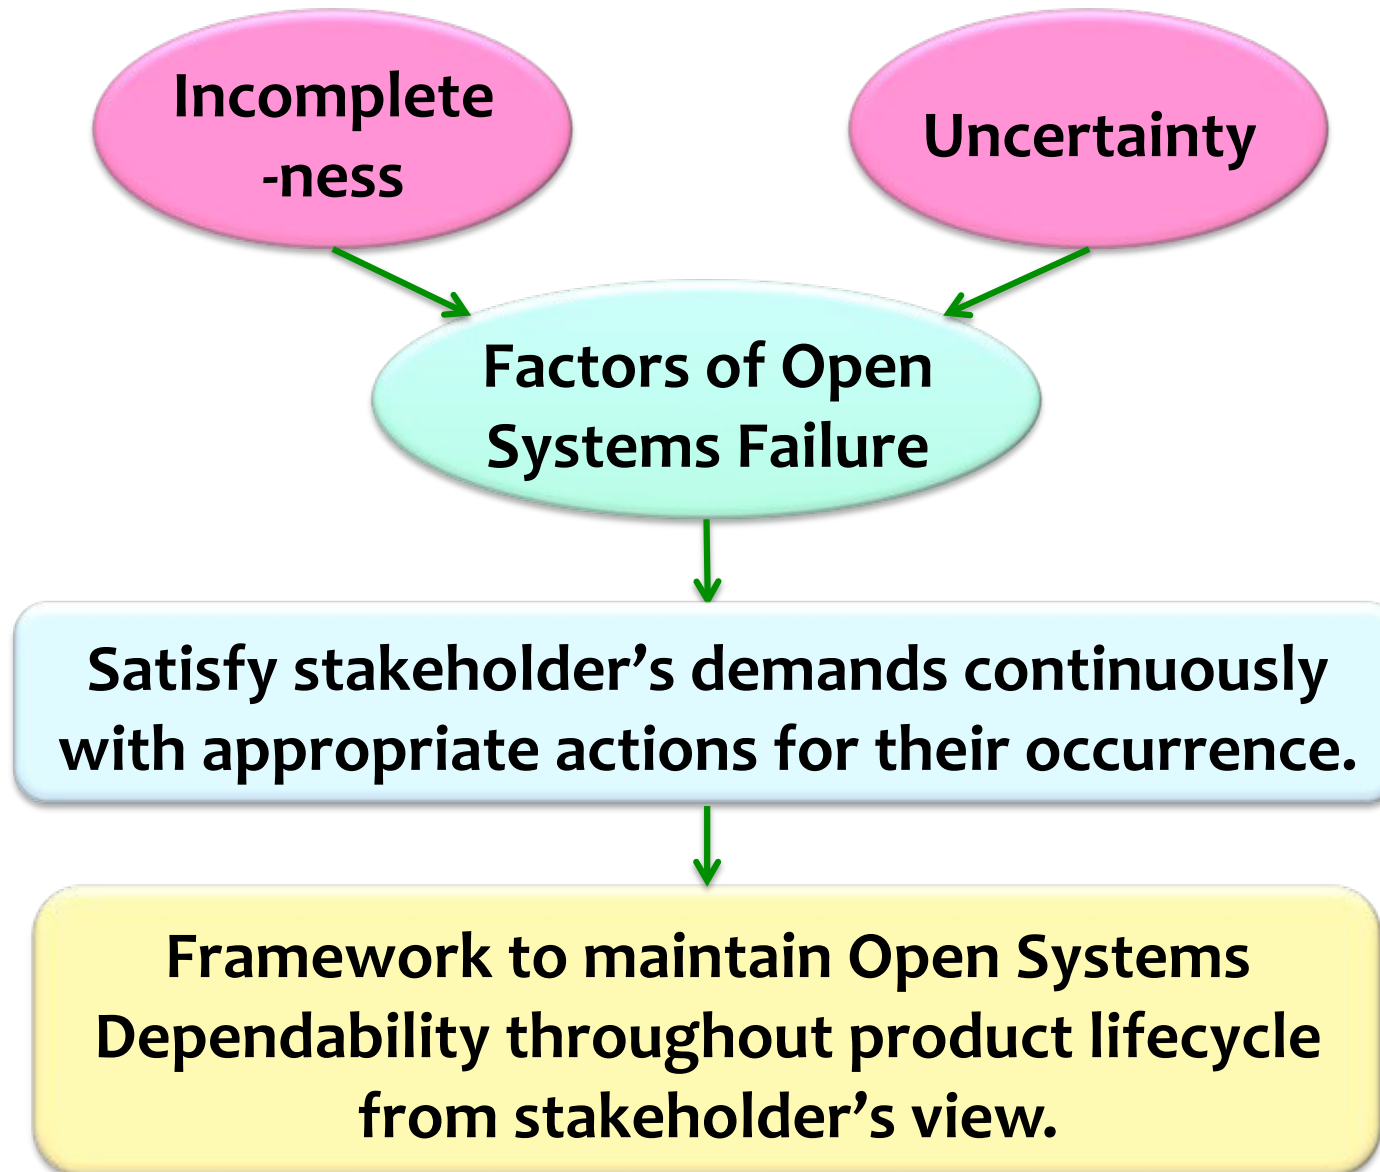 Incomplete
-ness
Uncertainty
Factors of Open
Systems Failure
Satisfy stakeholder’s demands continuously
with appropriate actions for their occurrence.
Framework to maintain Open Systems
Dependability throughout product lifecycle
from stakeholder’s view.